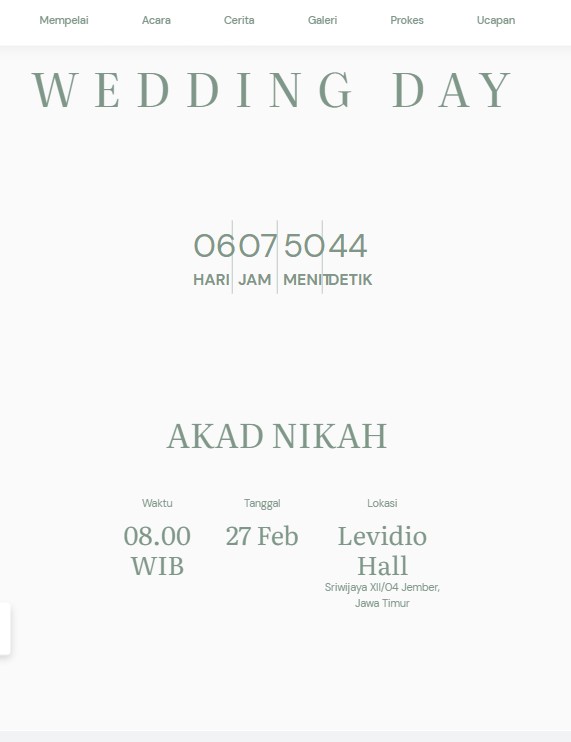 Mempelai Acara Cerita Galeri Prokes Ucapan
WEDDING DAY
06 07 50 44
HARI JAM MENIT DETIK
AKAD NIKAH
Waktu Tanggal Lokasi
08.00 27 Feb Levidio
WIB Hall
Sriwijaya XII/04 Jember,
Jawa Timur